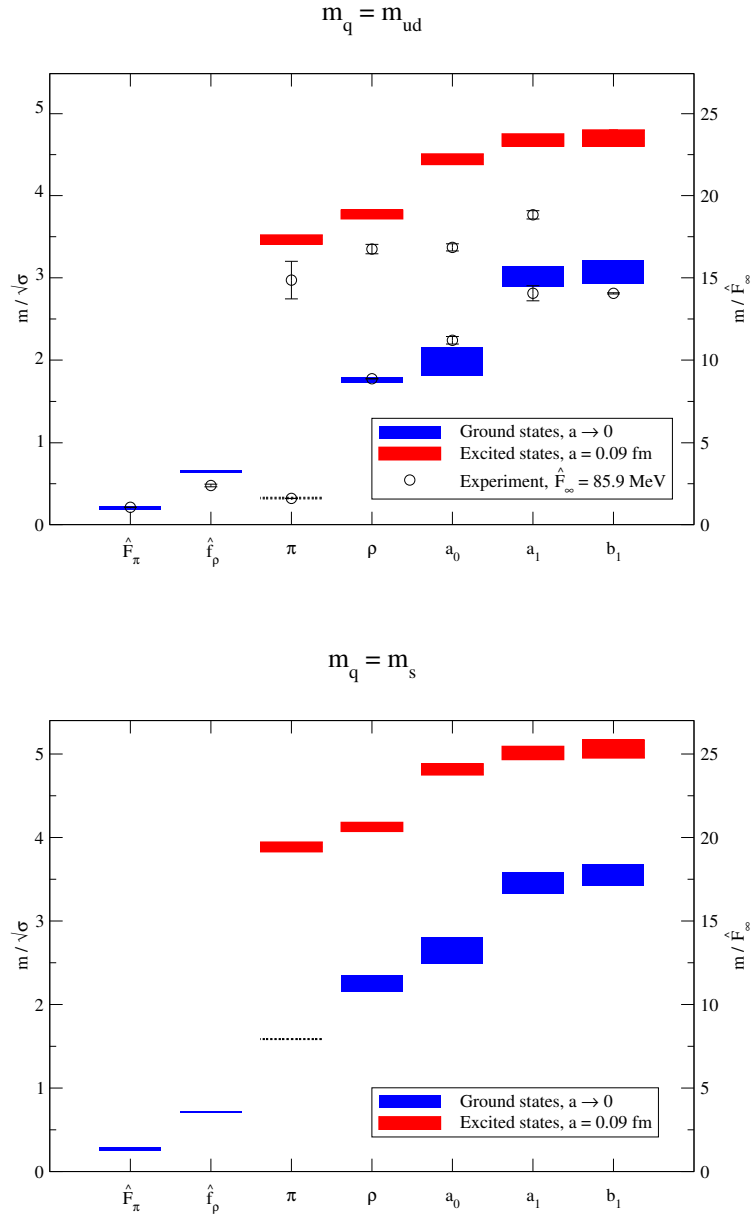 m_q = m_ud
5
4
3
2
1
0
m / √σ
25
20
15
10
5
0
m / F̂_∞
Ground states, a → 0
Excited states, a = 0.09 fm
Experiment, F̂_∞ = 85.9 MeV
F̂_π f̂_ρ π ρ a_0 a_1 b_1
m_q = m_s
5
4
3
2
1
0
m / √σ
25
20
15
10
5
0
m / F̂_∞
Ground states, a → 0
Excited states, a = 0.09 fm
F̂_π f̂_ρ π ρ a_0 a_1 b_1